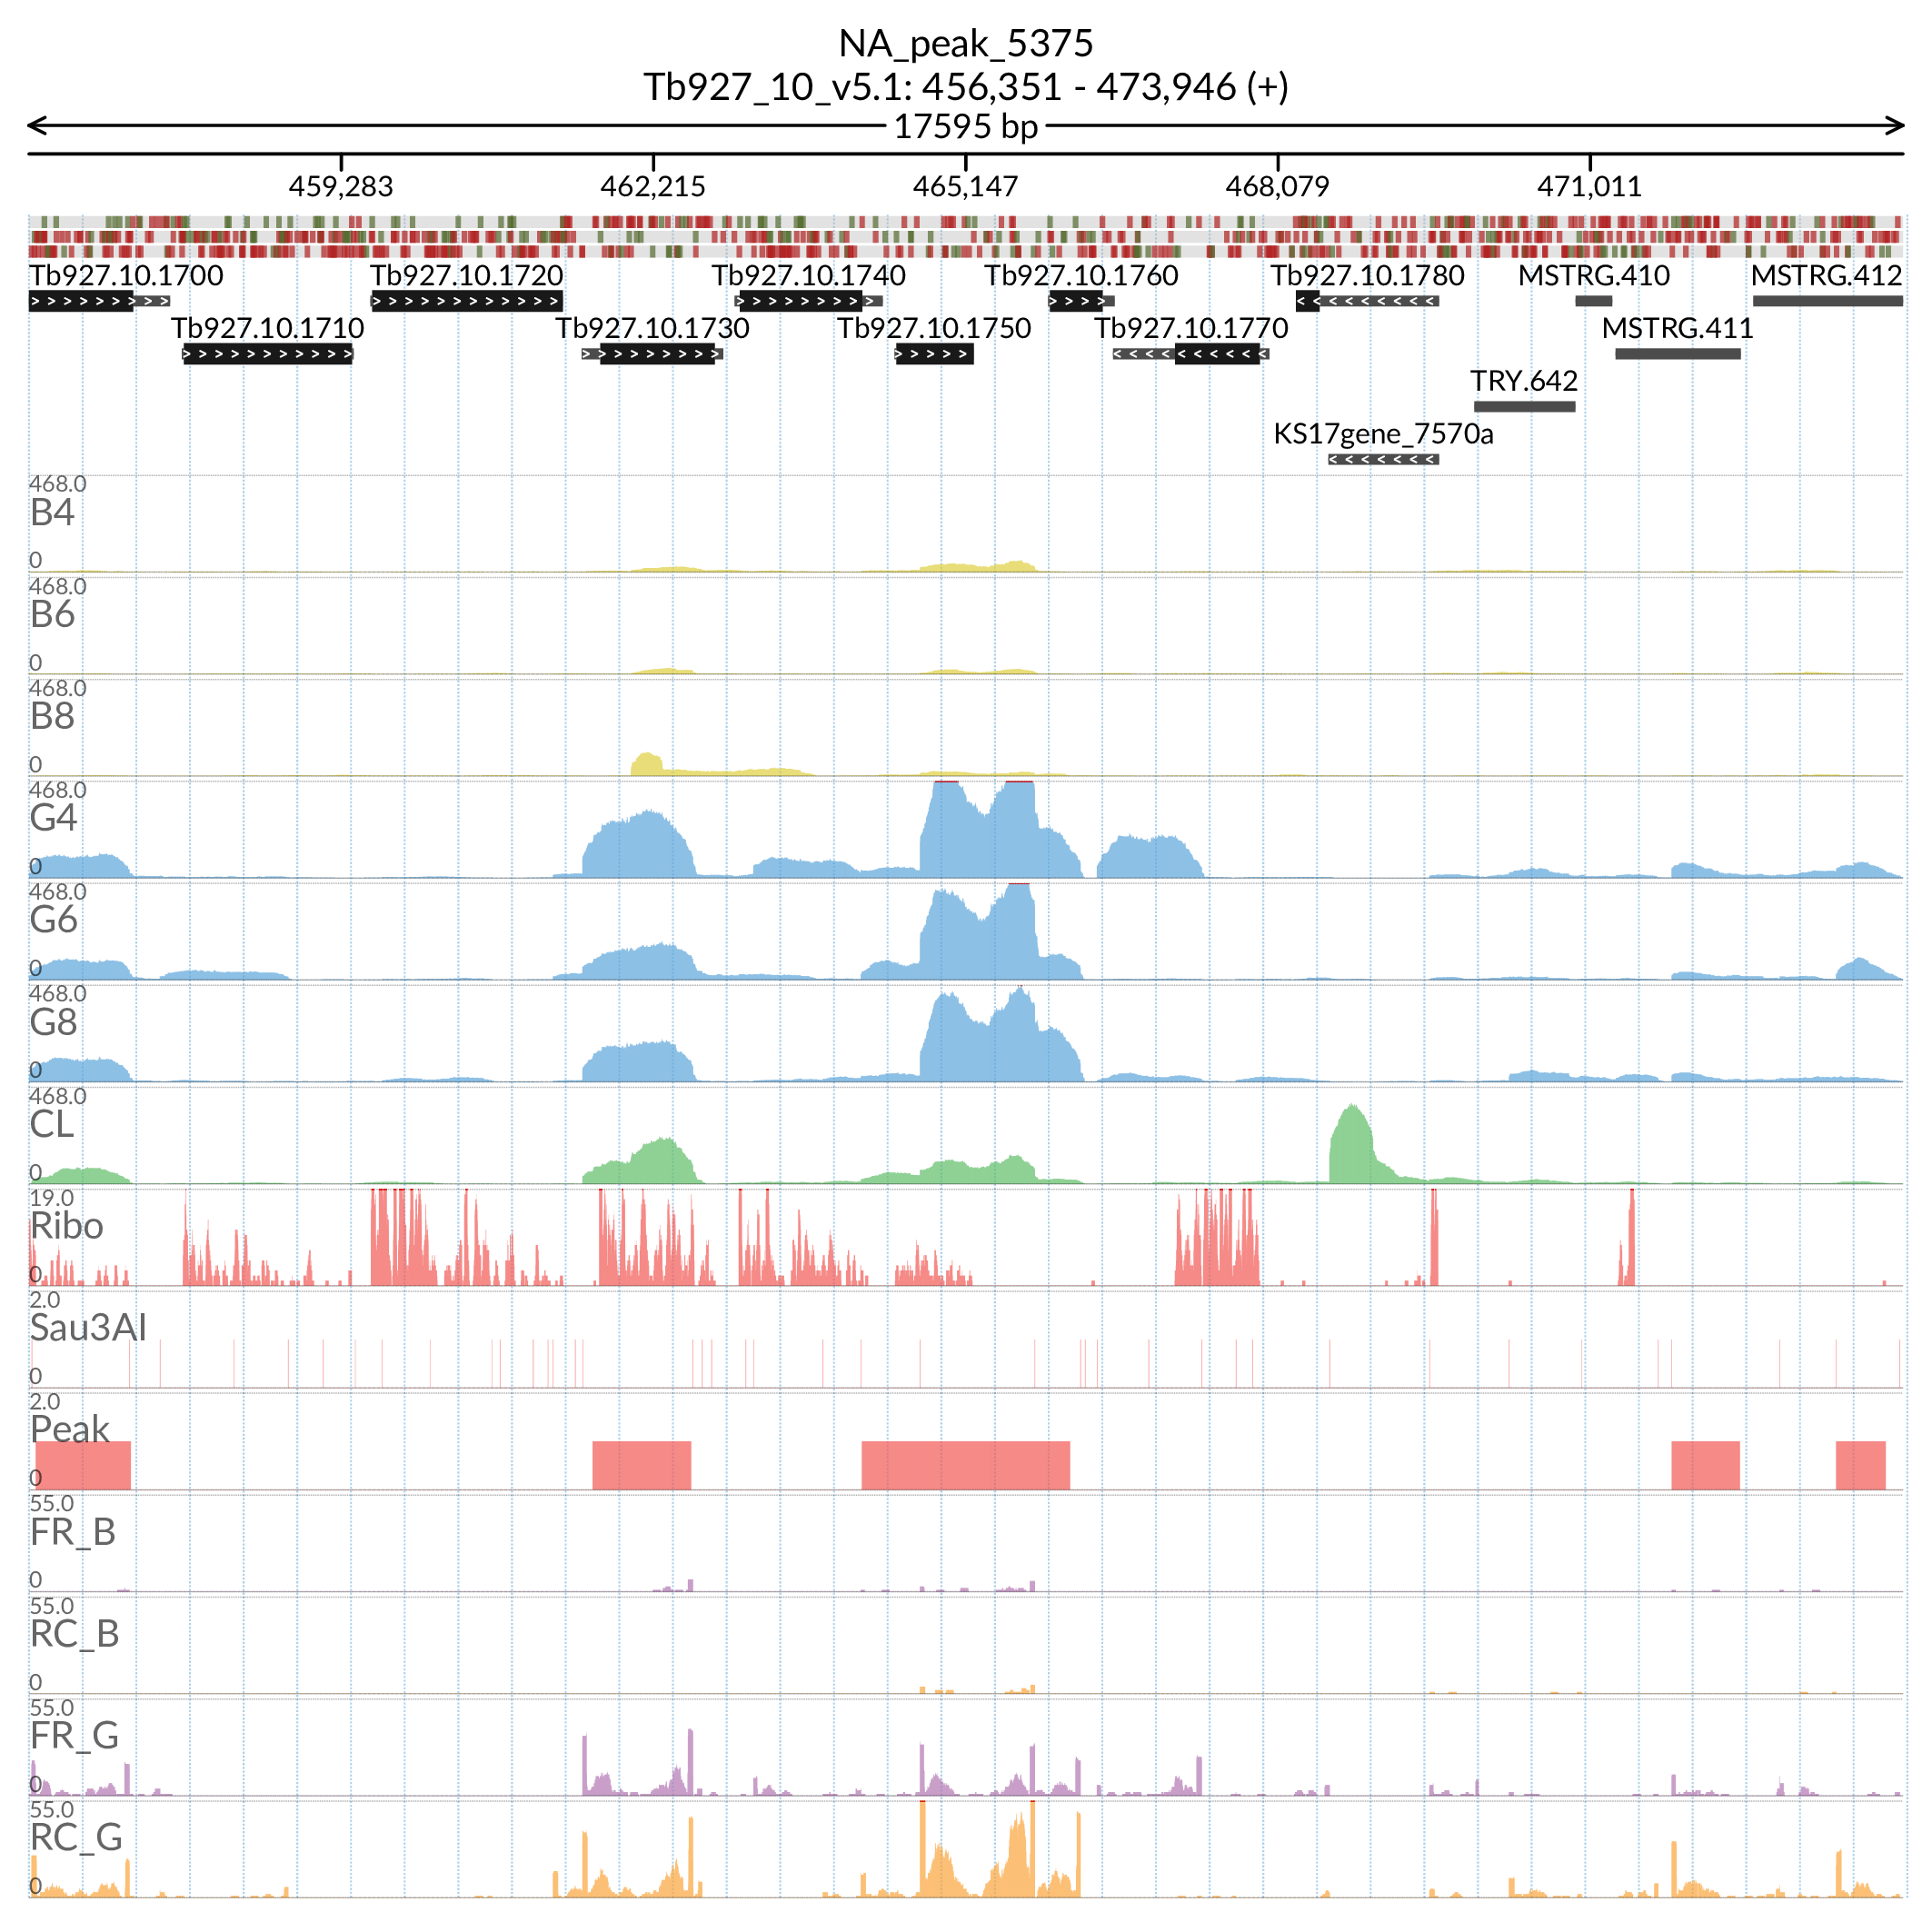 NA_peak_5375
Tb927_10_v5.1: 456,351 - 473,946 (+)
17595 bp
459,283 462,215 465,147 468,079 471,011
Tb927.10.1700 Tb927.10.1720 Tb927.10.1740 Tb927.10.1760 Tb927.10.1780 MSTRG.410 MSTRG.412
Tb927.10.1710 Tb927.10.1730 Tb927.10.1750 Tb927.10.1770 MSTRG.411
TRY.642
KS17gene_7570a
468.0
B4
0
468.0
B6
0
468.0
B8
0
468.0
G4
0
468.0
G6
0
468.0
G8
0
468.0
CL
0
19.0
Ribo
0
2.0
Sau3AI
0
2.0
Peak
0
55.0
FR_B
0
55.0
RC_B
0
55.0
FR_G
0
55.0
RC_G
0